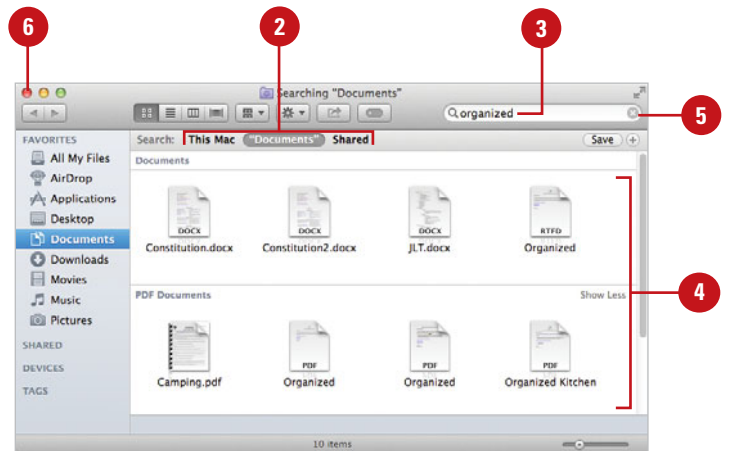 6
2
3
Searching "Documents"
organized
5
FAVORITES
All My Files
AirDrop
Applications
Desktop
Documents
Downloads
Movies
Music
Pictures
SHARED
DEVICES
TAGS
Search: This Mac "Documents" Shared Save
Documents
DOCX DOCX DOCX RTFD
Constitution.docx Constitution2.docx JLT.docx Organized
4
PDF Documents Show Less
PDF PDF PDF
Camping.pdf Organized Organized Organized Kitchen
10 items